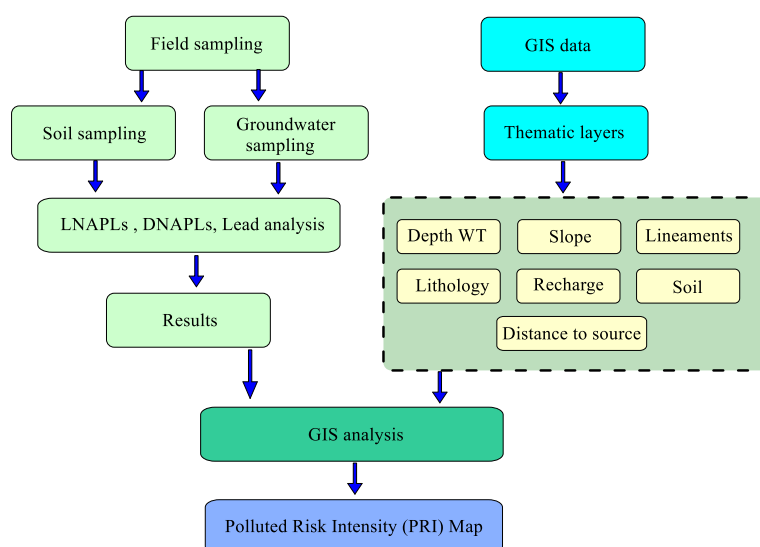 Field sampling
GIS data
Soil sampling
Groundwater
sampling
Thematic layers
LNAPLs , DNAPLs, Lead analysis
Depth WT
Slope
Lineaments
Lithology
Recharge
Soil
Distance to source
Results
GIS analysis
Polluted Risk Intensity (PRI) Map